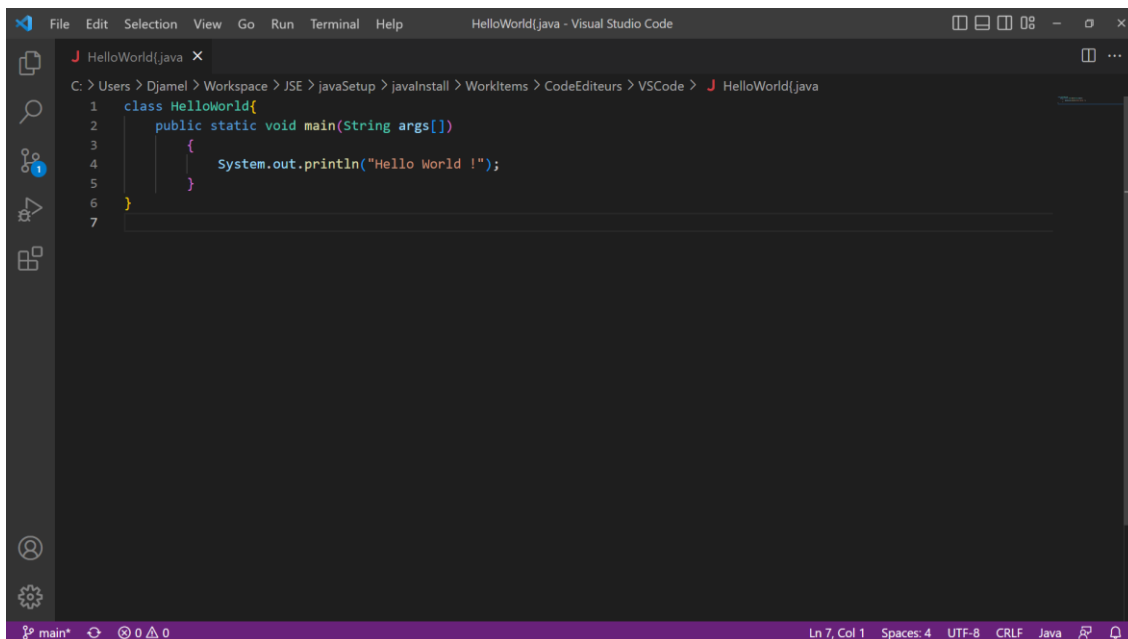 File Edit Selection View Go Run Terminal Help HelloWorld{.java - Visual Studio Code
J HelloWorld{.java
C: > Users > Djamel > Workspace > JSE > javaSetup > javaInstall > WorkItems > CodeEditeurs > VSCode > J HelloWorld{.java
1 class HelloWorld{
2 public static void main(String args[])
3 {
4 System.out.println("Hello World !");
5 }
6 }
7
1
main* 0 0 Ln 7, Col 1 Spaces: 4 UTF-8 CRLF Java